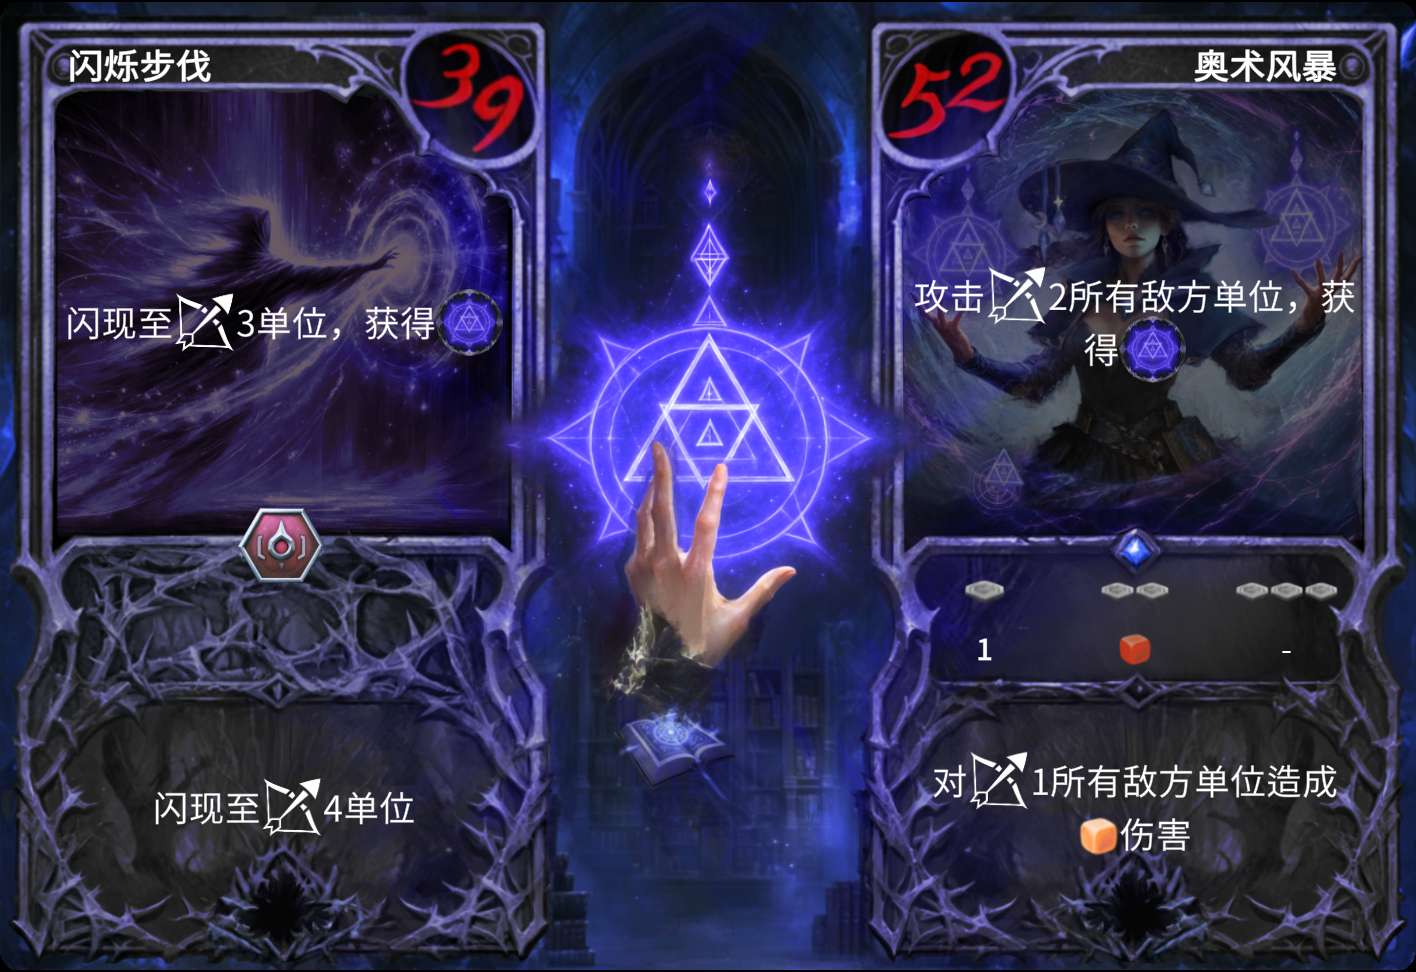 闪烁步伐
39
闪现至3单位，获得
闪现至4单位
52
奥术风暴
攻击2所有敌方单位，获
得
1
-
对1所有敌方单位造成
伤害